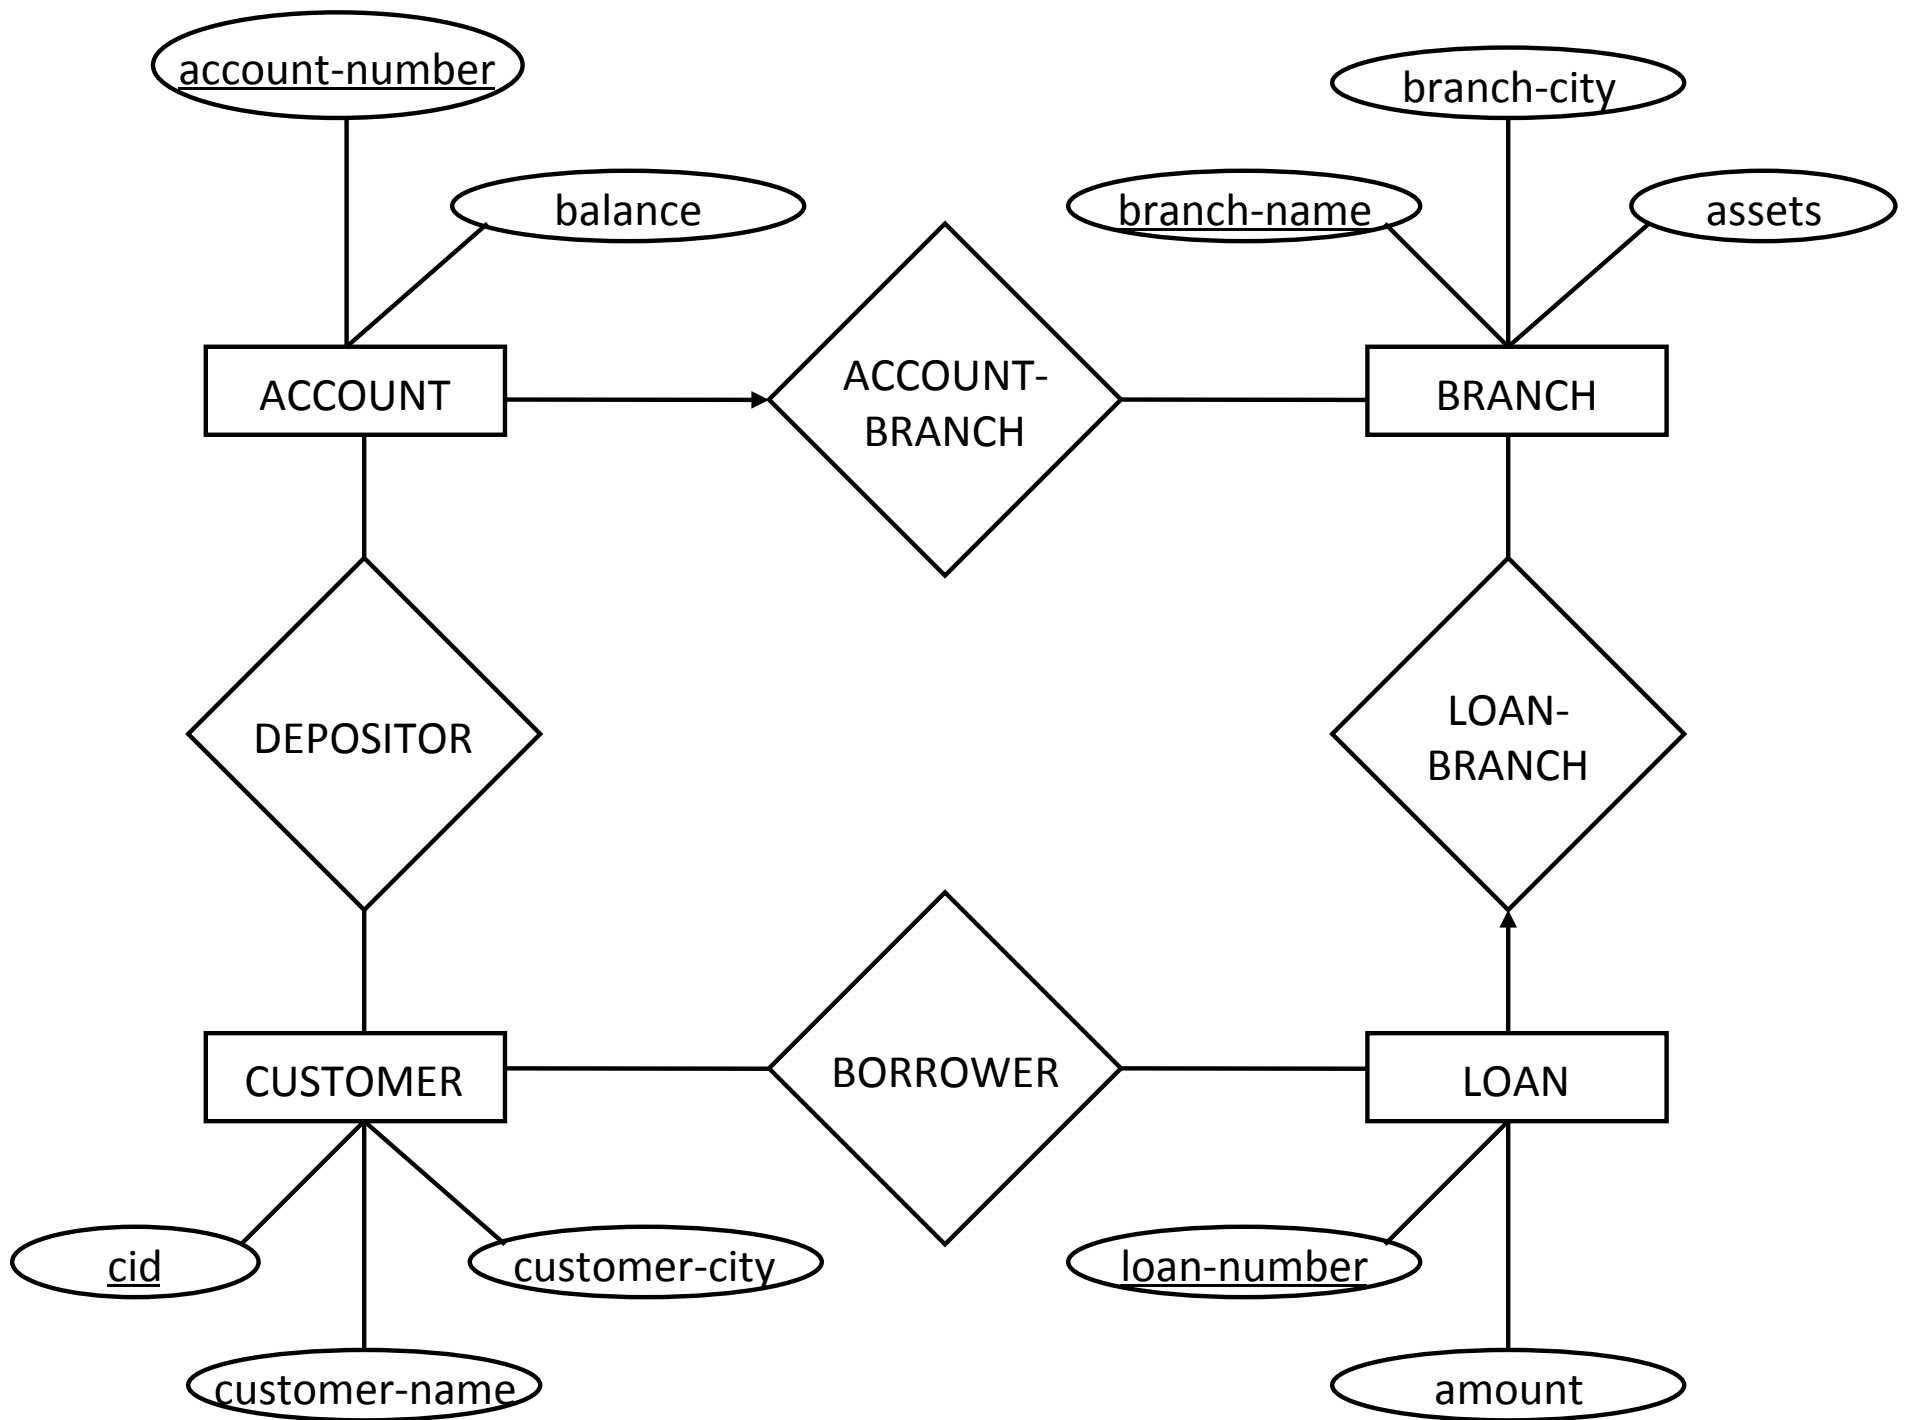 account-number
branch-city
balance
branch-name
assets
ACCOUNT
ACCOUNT-
BRANCH
BRANCH
DEPOSITOR
LOAN-
BRANCH
CUSTOMER
BORROWER
LOAN
cid
customer-city
loan-number
customer-name
amount